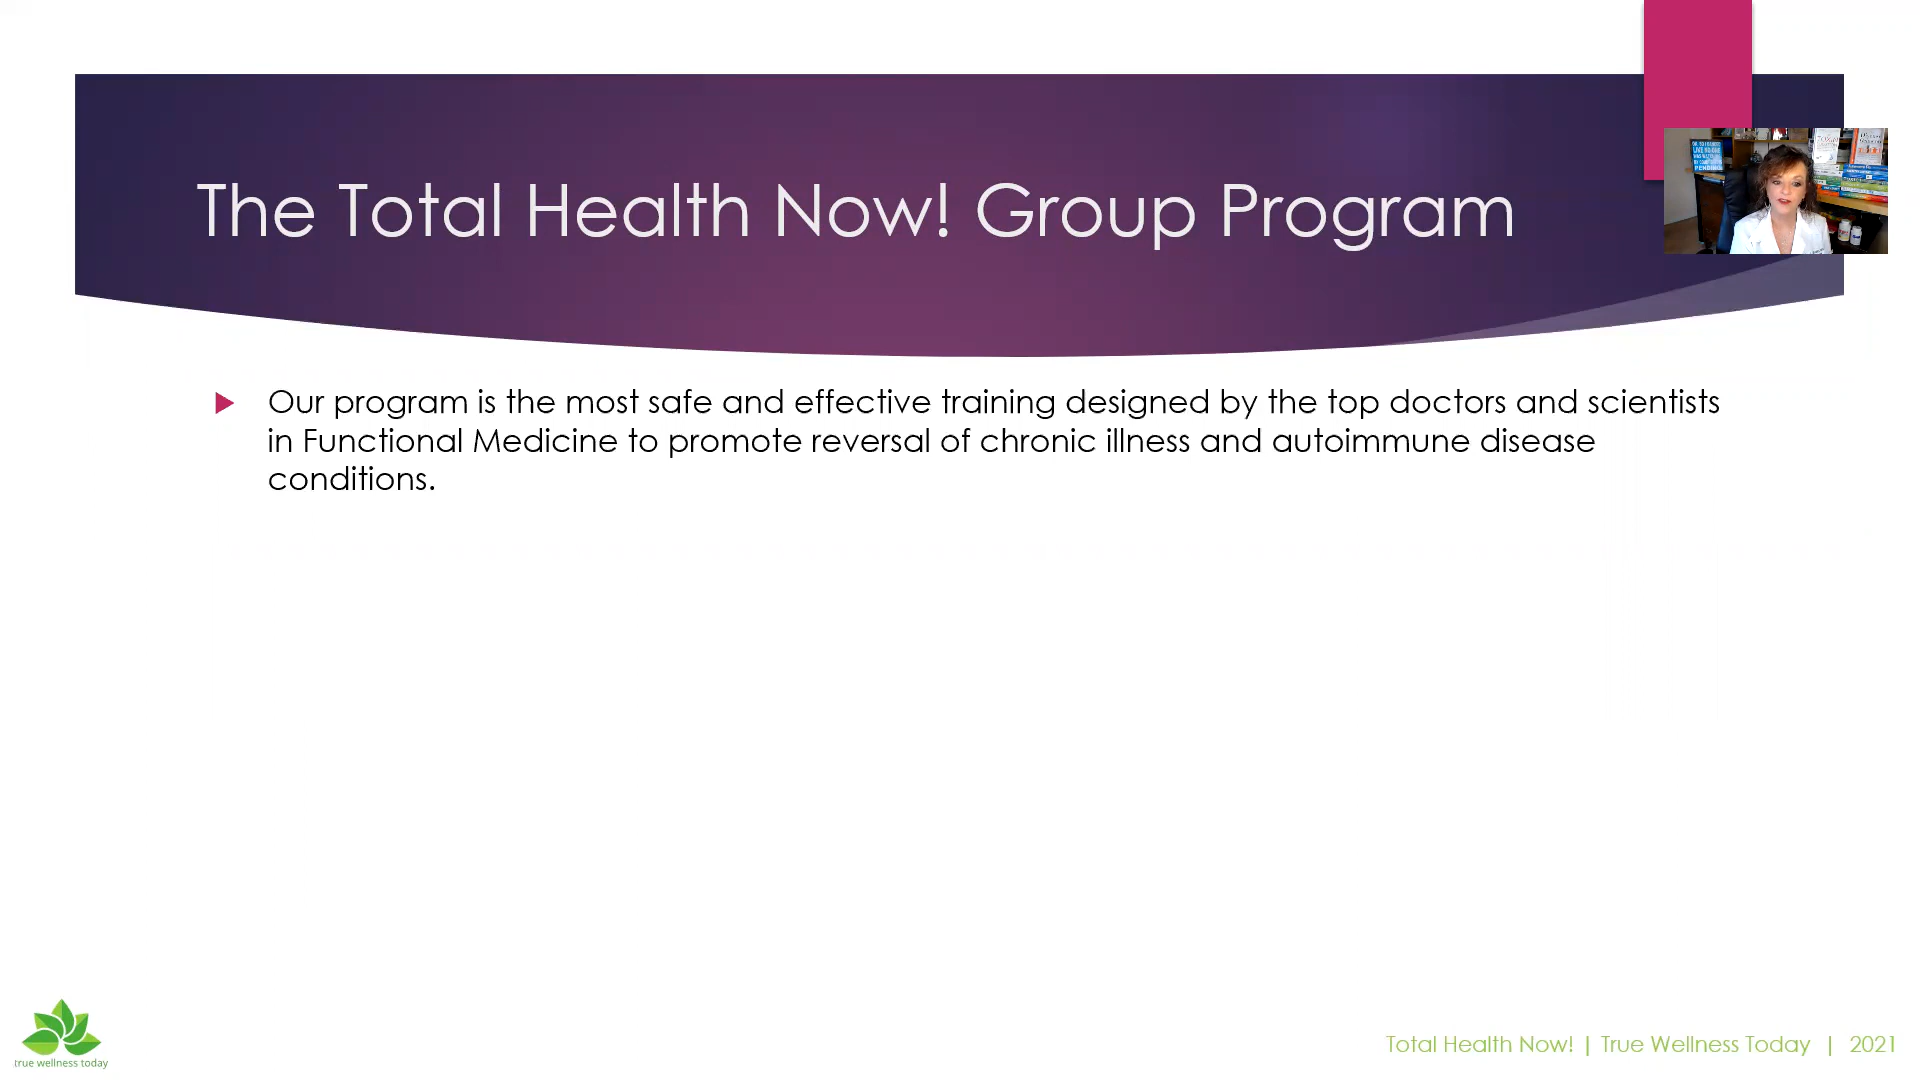 The Total Health Now! Group Program
Our program is the most safe and effective training designed by the top doctors and scientists
in Functional Medicine to promote reversal of chronic illness and autoimmune disease
conditions.
true wellness today
Total Health Now! | True Wellness Today | 2021